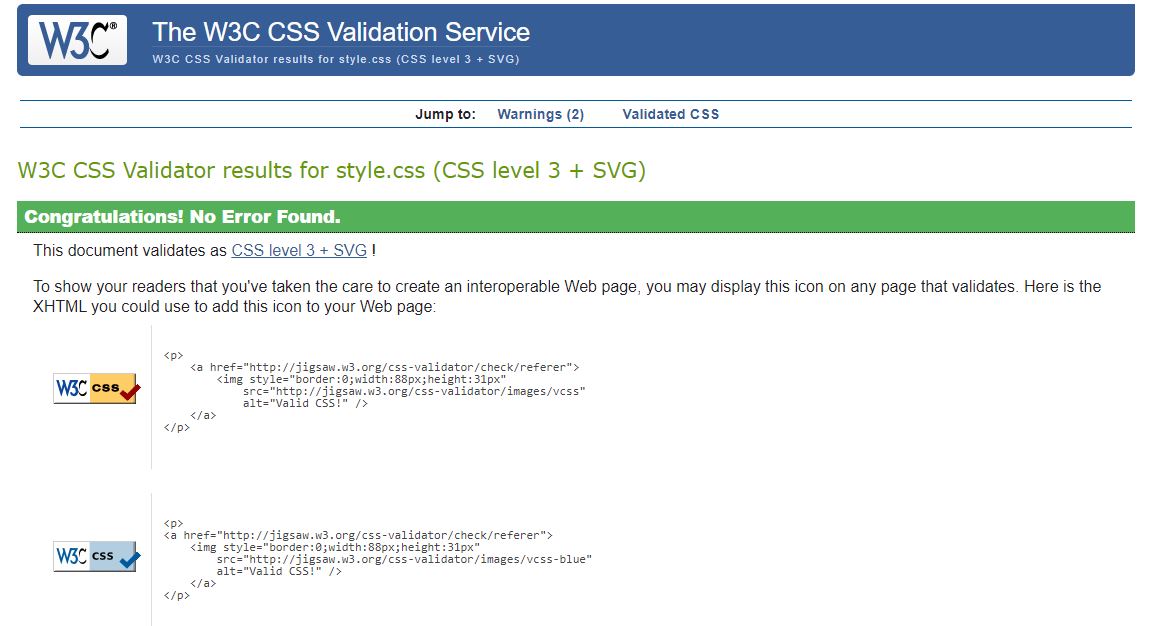 W3C®
The W3C CSS Validation Service
W3C CSS Validator results for style.css (CSS level 3 + SVG)
Jump to: Warnings (2) Validated CSS
W3C CSS Validator results for style.css (CSS level 3 + SVG)
Congratulations! No Error Found.
This document validates as CSS level 3 + SVG !
To show your readers that you've taken the care to create an interoperable Web page, you may display this icon on any page that validates. Here is the
XHTML you could use to add this icon to your Web page:
W3C css
<p>
<a href="http://jigsaw.w3.org/css-validator/check/referer">
<img style="border:0;width:88px;height:31px"
src="http://jigsaw.w3.org/css-validator/images/vcss"
alt="Valid CSS!" />
</a>
</p>
W3C css
<p>
<a href="http://jigsaw.w3.org/css-validator/check/referer">
<img style="border:0;width:88px;height:31px"
src="http://jigsaw.w3.org/css-validator/images/vcss-blue"
alt="Valid CSS!" />
</a>
</p>